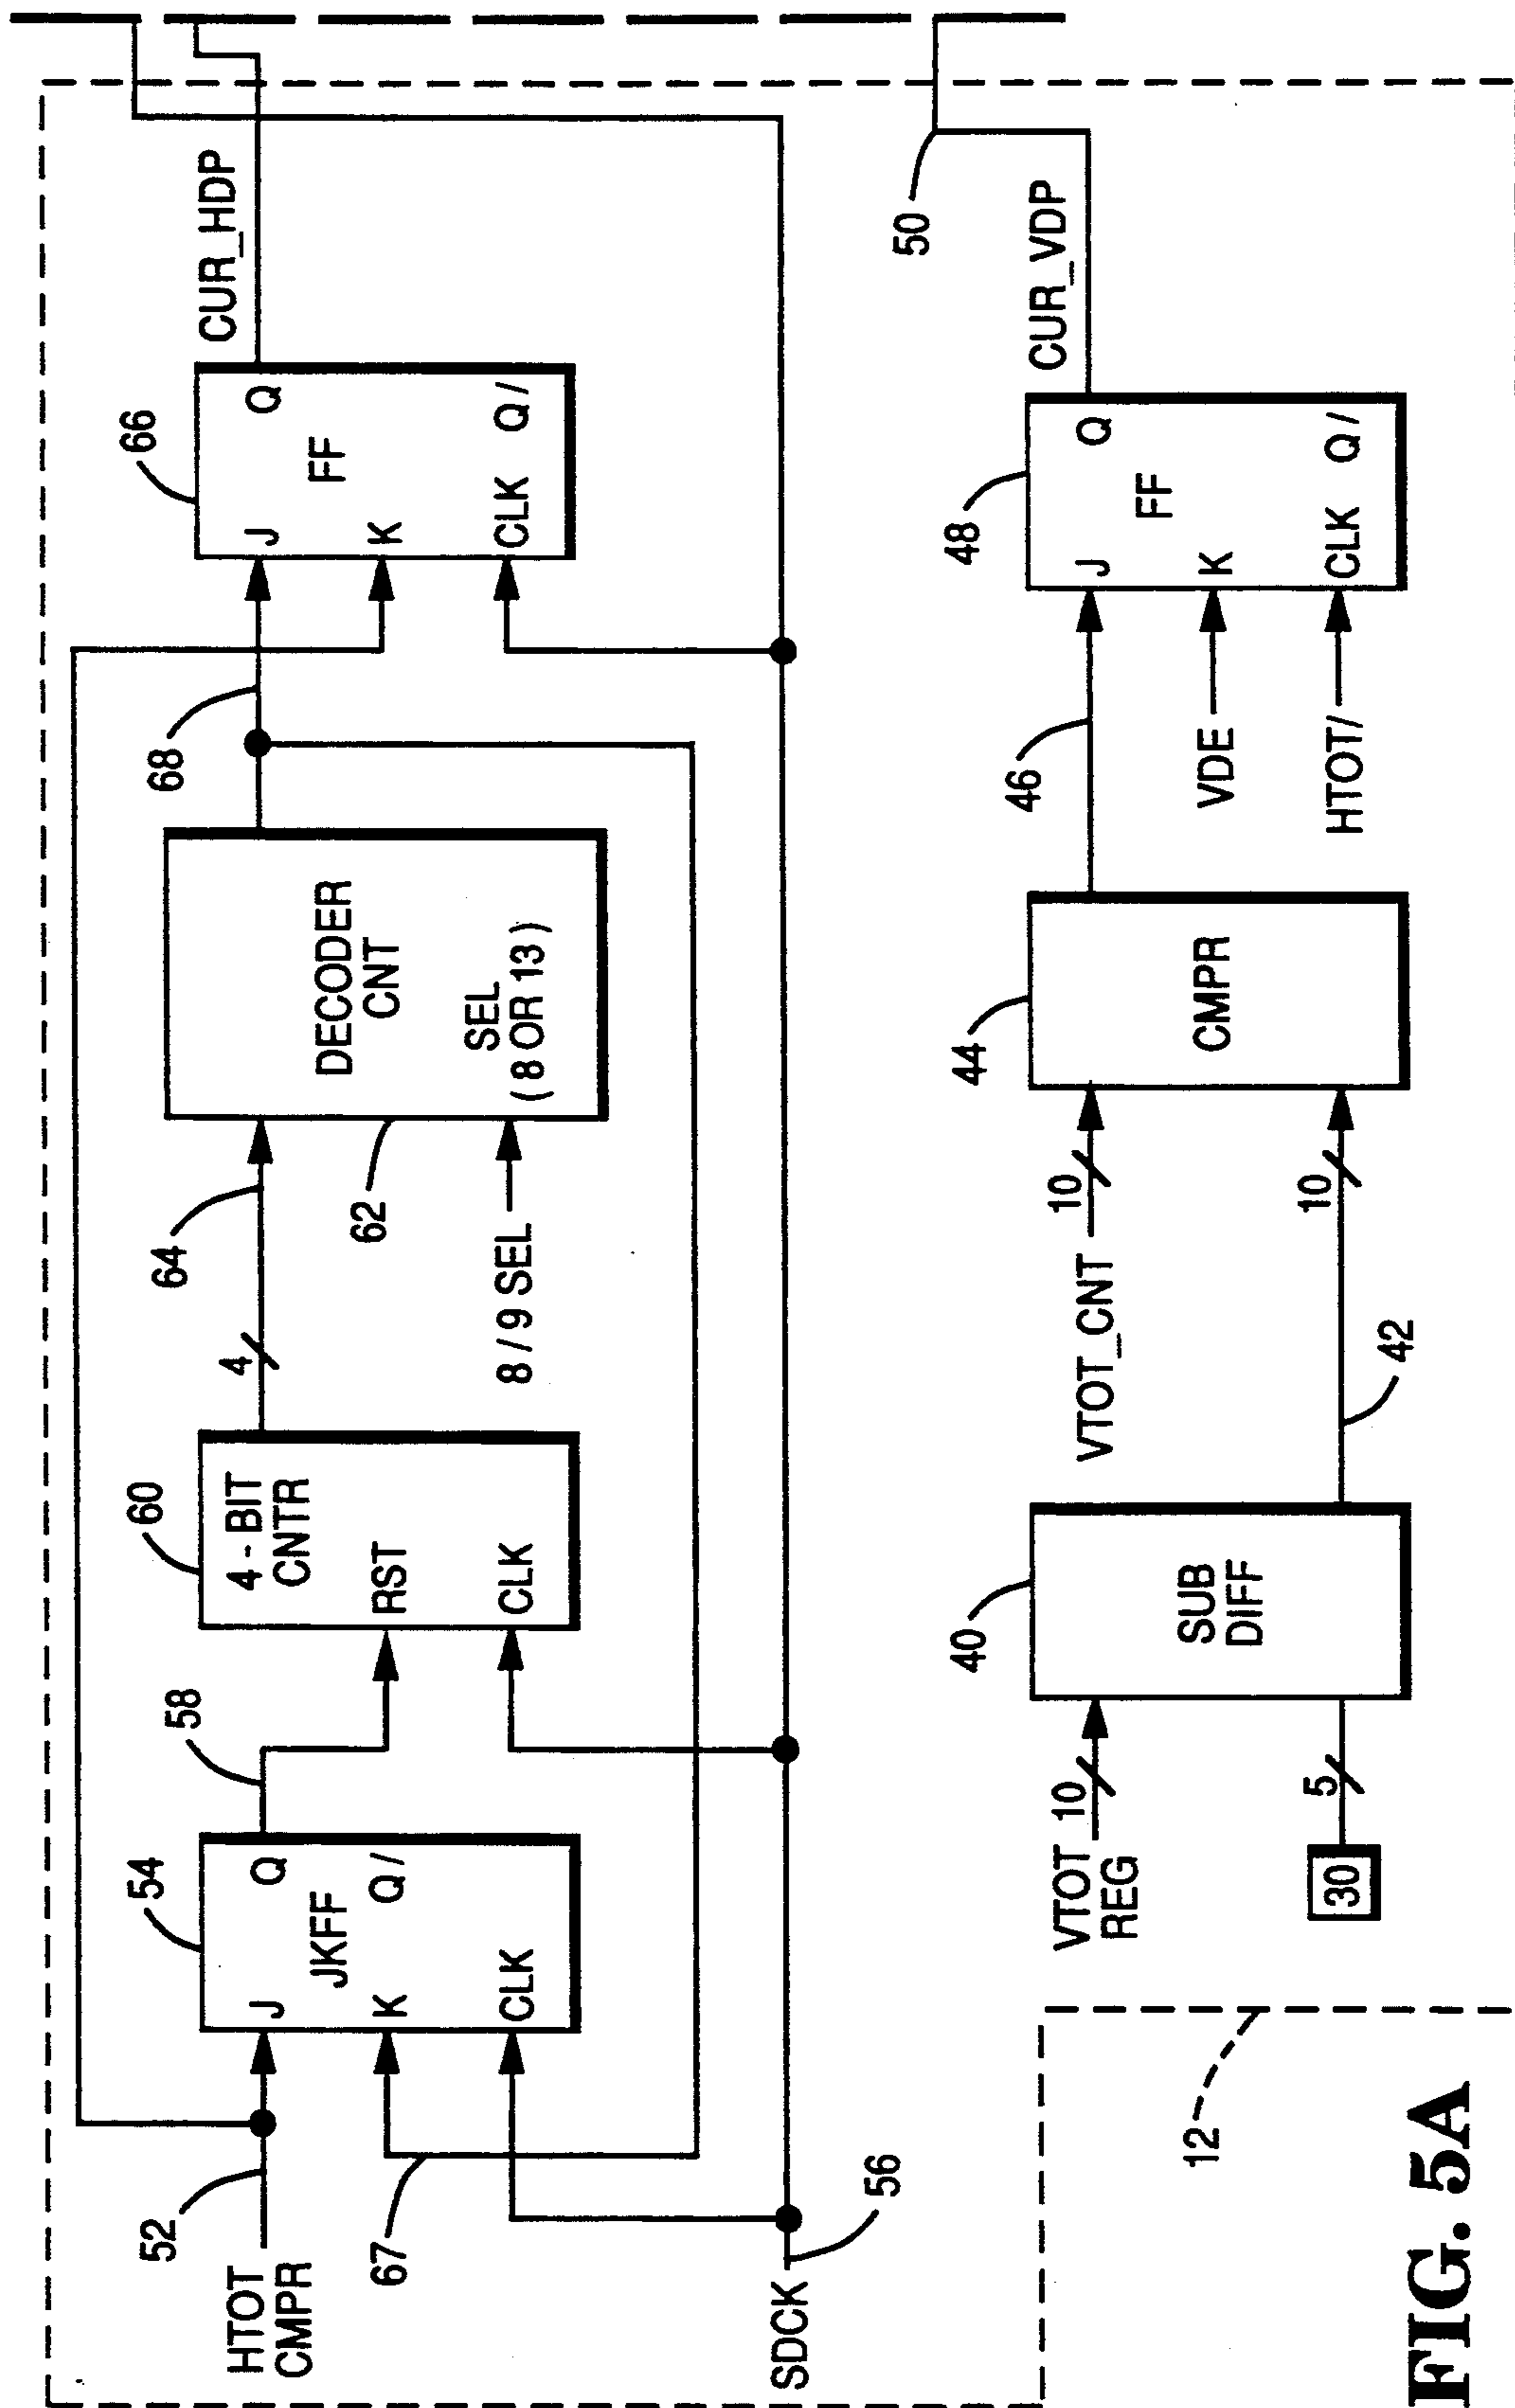 52
HTOT
CMPR
54
J
Q
JKFF
K
Q/
CLK
67
58
60
4-BIT
CNTR
RST
CLK
4
64
62
DECODER
CNT
SEL
(8 OR 13)
8/9 SEL
68
66
J
Q
FF
K
CLK
Q/
CUR_HDP
SDCK
56
VTOT
REG
10
30
5
40
SUB
DIFF
42
VTOT_CNT
10
10
44
CMPR
46
VDE
HTOT/
48
J
Q
FF
K
CLK
Q/
CUR_VDP
50
12
FIG. 5A